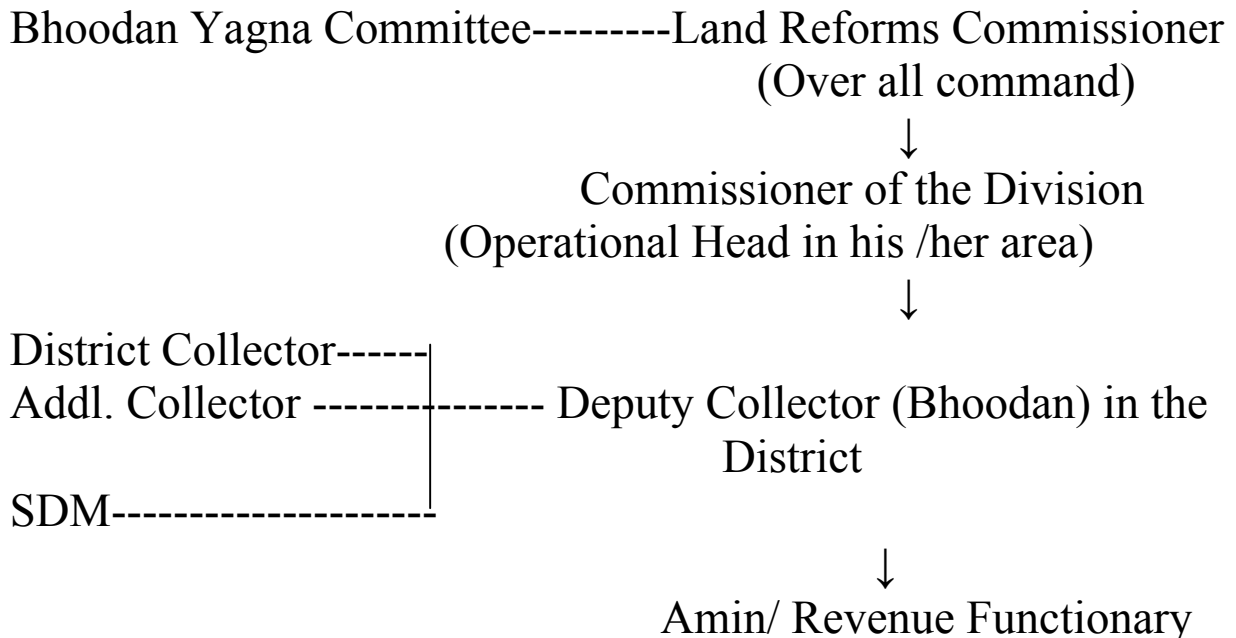 Bhoodan Yagna Committee---------Land Reforms Commissioner
(Over all command)
↓
Commissioner of the Division
(Operational Head in his /her area)
↓
District Collector------
Addl. Collector --------------- Deputy Collector (Bhoodan) in the
District
SDM---------------------
↓
Amin/ Revenue Functionary